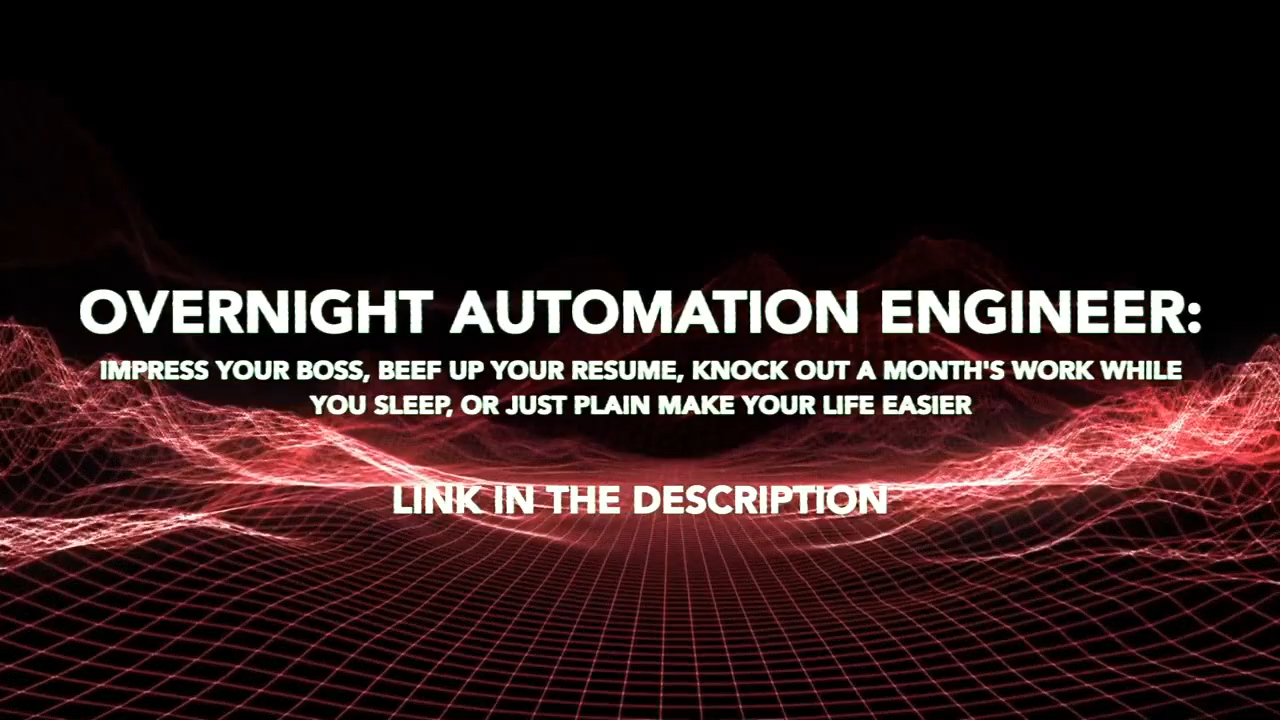 OVERNIGHT AUTOMATION ENGINEER:
IMPRESS YOUR BOSS, BEEF UP YOUR RESUME, KNOCK OUT A MONTH'S WORK WHILE
YOU SLEEP, OR JUST PLAIN MAKE YOUR LIFE EASIER
LINK IN THE DESCRIPTION